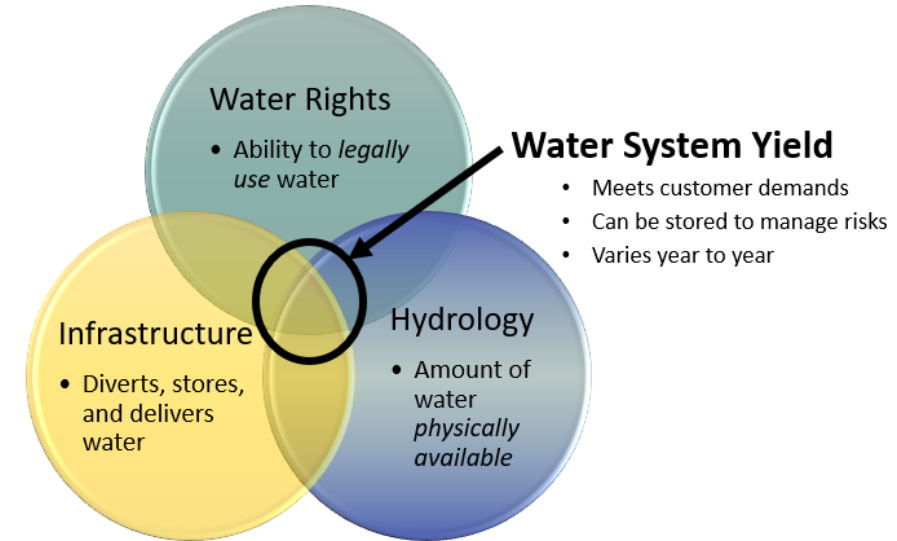 Water Rights
• Ability to legally
use water
Water System Yield
• Meets customer demands
• Can be stored to manage risks
• Varies year to year
Infrastructure
• Diverts, stores,
and delivers
water
Hydrology
• Amount of
water
physically
available